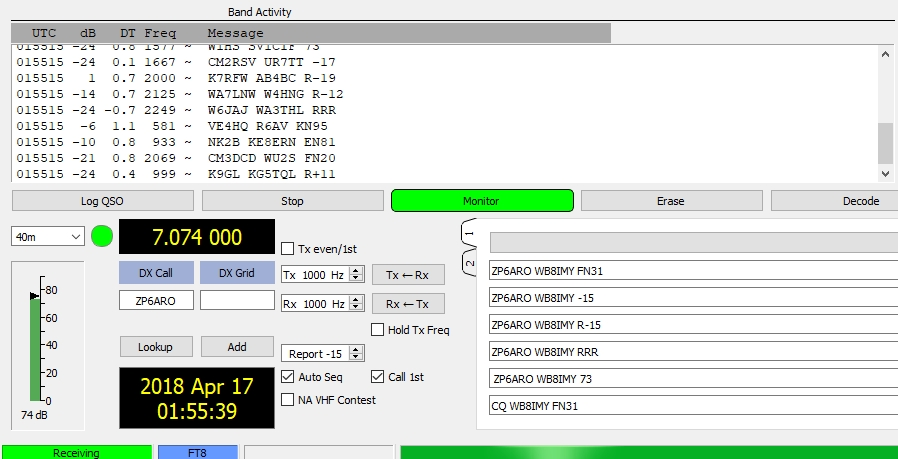 Band Activity
UTC dB DT Freq Message
015515 -24 0.8 1577 ~ W1HS SV1CIF 73
015515 -24 0.1 1667 ~ CM2RSV UR7TT -17
015515 1 0.7 2000 ~ K7RFW AB4BC R-19
015515 -14 0.7 2125 ~ WA7LNW W4HNG R-12
015515 -24 -0.7 2249 ~ W6JAJ WA3THL RRR
015515 -6 1.1 581 ~ VE4HQ R6AV KN95
015515 -10 0.8 933 ~ NK2B KE8ERN EN81
015515 -21 0.8 2069 ~ CM3DCD WU2S FN20
015515 -24 0.4 999 ~ K9GL KG5TQL R+11
Log QSO Stop Monitor Erase Decode
40m 7.074 000
Tx even/1st
DX Call DX Grid Tx 1000 Hz Tx ← Rx
ZP6ARO Rx 1000 Hz Rx ← Tx
Hold Tx Freq
Lookup Add Report -15
Auto Seq Call 1st
NA VHF Contest
2018 Apr 17
01:55:39
80
60
40
20
0
74 dB
1
2
ZP6ARO WB8IMY FN31
ZP6ARO WB8IMY -15
ZP6ARO WB8IMY R-15
ZP6ARO WB8IMY RRR
ZP6ARO WB8IMY 73
CQ WB8IMY FN31
Receiving FT8